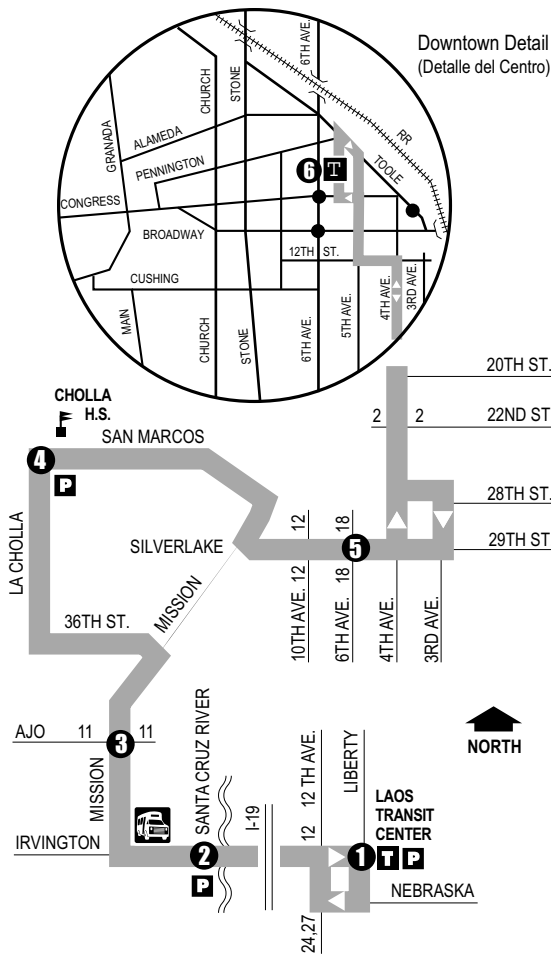 Downtown Detail
(Detalle del Centro)
6TH AVE.
CHURCH
STONE
GRANADA
ALAMEDA
PENNINGTON
RR
TOOLE
6 T
CONGRESS
BROADWAY
12TH ST.
CUSHING
MAIN
CHURCH
STONE
6TH AVE.
5TH AVE.
4TH AVE.
3RD AVE.
20TH ST.
CHOLLA
H.S.
2 2 22ND ST.
SAN MARCOS
4
P
28TH ST.
LA CHOLLA
SILVERLAKE
12 18
5
29TH ST.
MISSION
12 18
10TH AVE.
6TH AVE.
4TH AVE.
3RD AVE.
36TH ST.
NORTH
AJO 11 3 11
MISSION
SANTA CRUZ RIVER
I-19
12 12 TH AVE.
LIBERTY
LAOS
TRANSIT
CENTER
IRVINGTON
2
P
1 T P
NEBRASKA
24,27